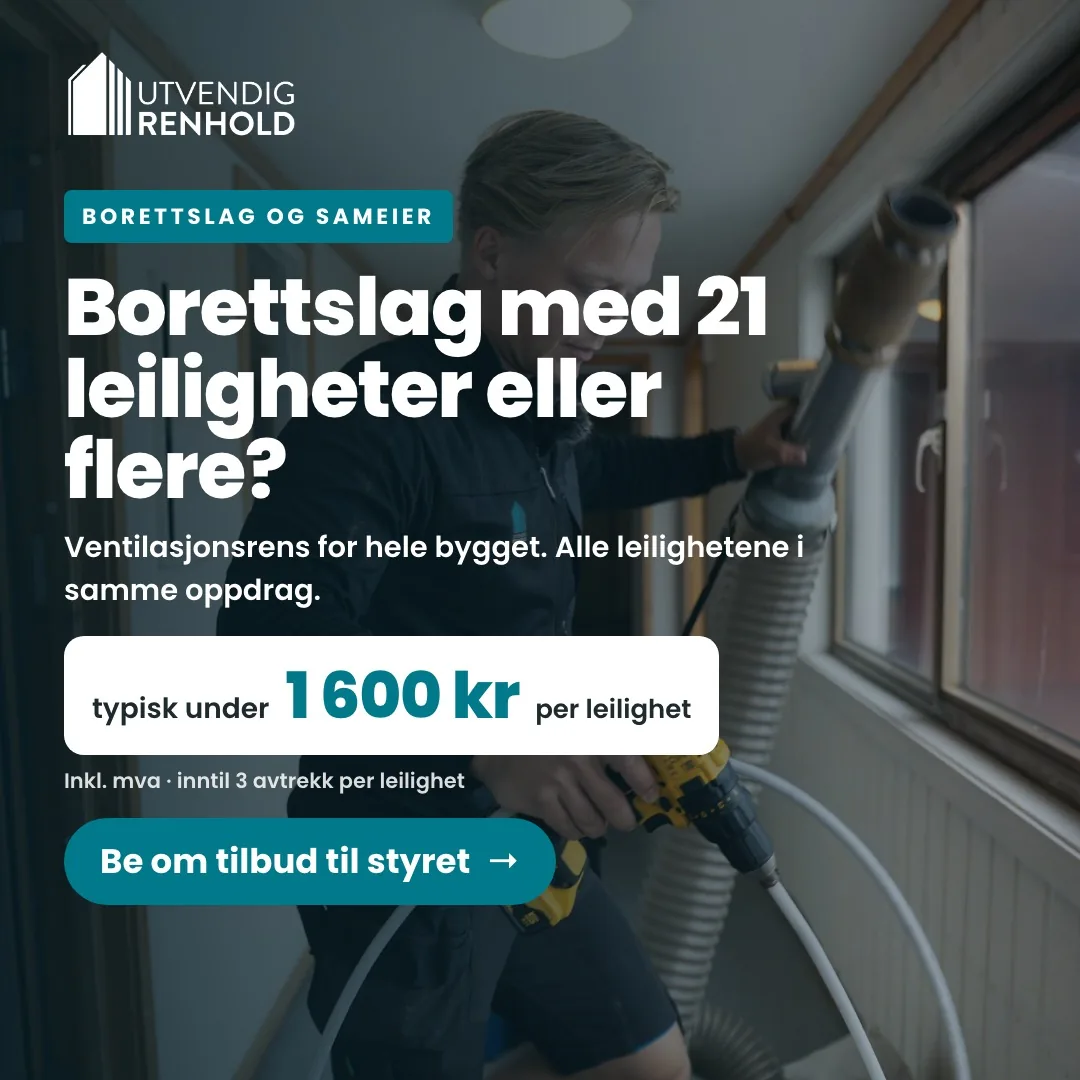 UTVENDIG
RENHOLD
BORETTSLAG OG SAMEIER
Borettslag med 21
leiligheter eller
flere?
Ventilasjonsrens for hele bygget. Alle leilighetene i
samme oppdrag.
typisk under 1 600 kr per leilighet
Inkl. mva · inntil 3 avtrekk per leilighet
Be om tilbud til styret →